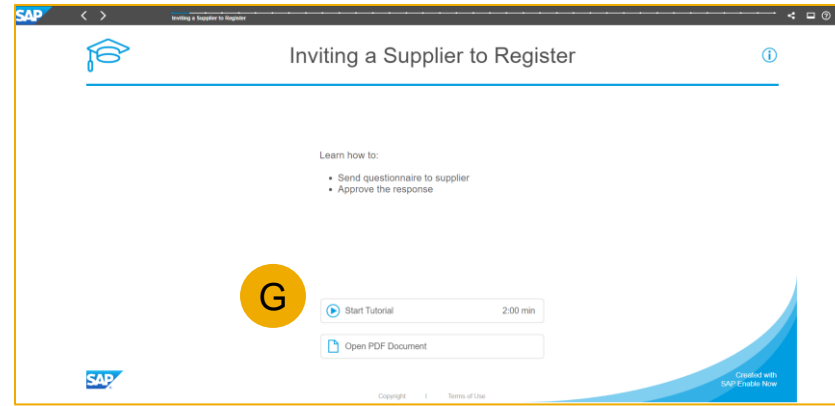 SAP
Inviting a Supplier to Register
Inviting a Supplier to Register
Learn how to:
• Send questionnaire to supplier
• Approve the response
G
Start Tutorial 2:00 min
Open PDF Document
SAP
Created with
SAP Enable Now
Copyright | Terms of Use